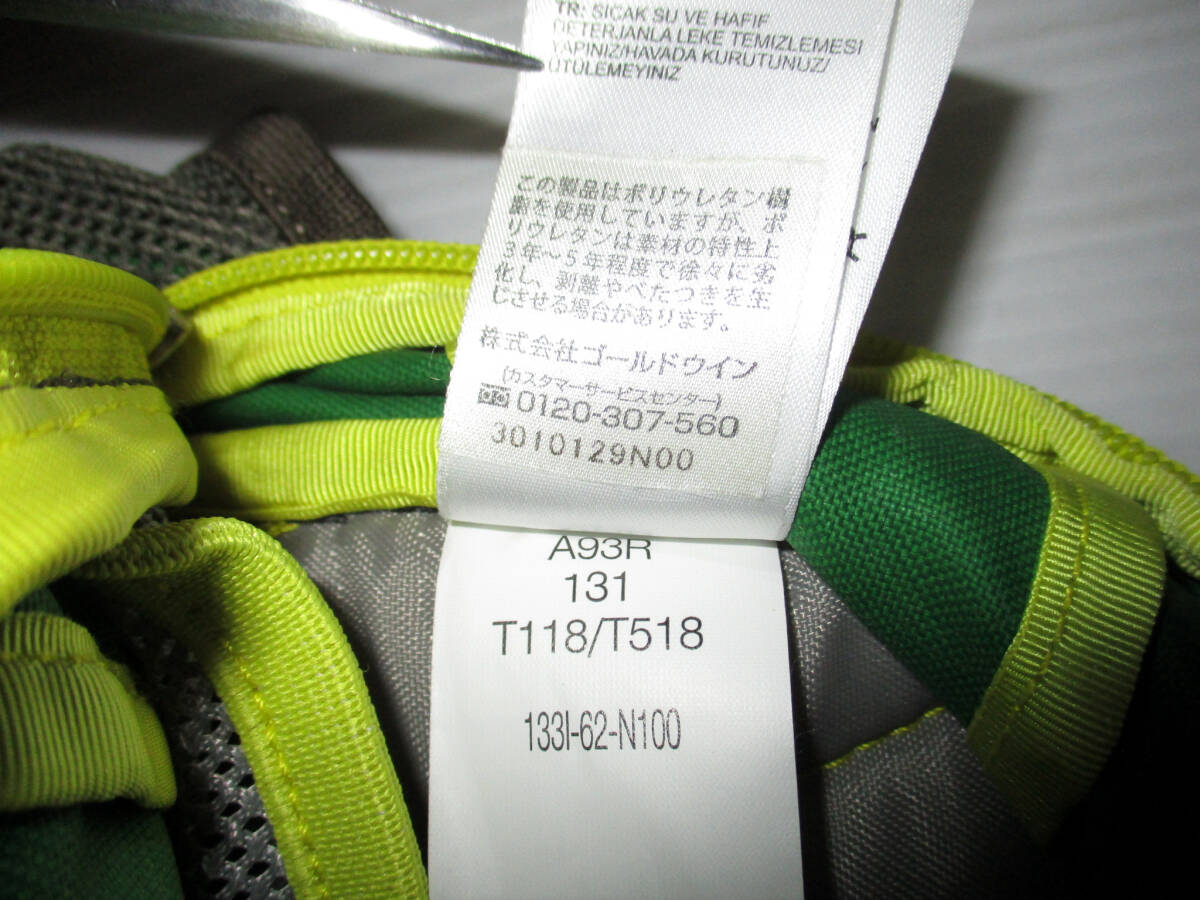 TR: SICAK SU VE HAFIF
DETERJANLA LEKE TEMIZLEMESI
YAPINIZ/HAVADA KURUTUNUZ/
ÜTÜLEMEYINIZ
この製品はポリウレタン樹
脂を使用していますが、ポ
リウレタンは素材の特性上
3年〜5年程度で徐々に劣
化し、剥離やべたつきを生
じさせる場合があります。
株式会社ゴールドウイン
(カスタマーサービスセンター)
0120-307-560
3010129N00
A93R
131
T118/T518
133I-62-N100